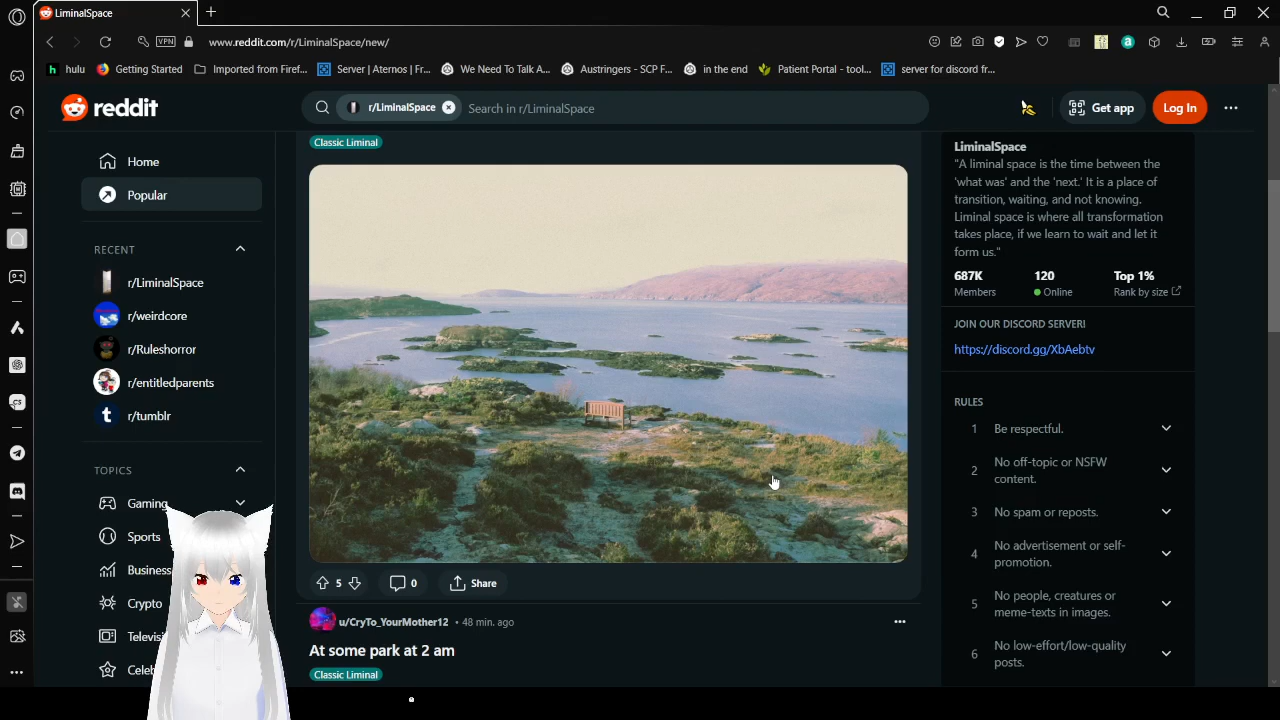 LiminalSpace
www.reddit.com/r/LiminalSpace/new/
VPN
hulu
Getting Started
Imported from Firef...
Server | Aternos | Fr...
We Need To Talk A...
Austringers - SCP F...
in the end
Patient Portal - tool...
server for discord fr...
reddit
r/LiminalSpace
Search in r/LiminalSpace
Get app
Log In
Home
Popular
RECENT
r/LiminalSpace
r/weirdcore
r/Ruleshorror
r/entitledparents
r/tumblr
TOPICS
Gaming
Sports
Business
Crypto
Televisi
Celeb
Classic Liminal
5
0
Share
u/CryTo_YourMother12 • 48 min. ago
At some park at 2 am
Classic Liminal
LiminalSpace
"A liminal space is the time between the
'what was' and the 'next.' It is a place of
transition, waiting, and not knowing.
Liminal space is where all transformation
takes place, if we learn to wait and let it
form us."
687K
Members
120
Online
Top 1%
Rank by size
JOIN OUR DISCORD SERVER!
https://discord.gg/XbAebtv
RULES
1 Be respectful.
2 No off-topic or NSFW
content.
3 No spam or reposts.
4 No advertisement or self-
promotion.
5 No people, creatures or
meme-texts in images.
6 No low-effort/low-quality
posts.